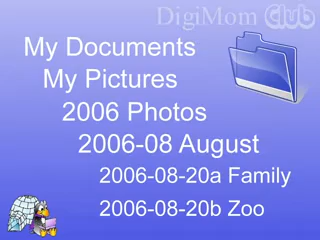 DigiMom Club
My Documents
My Pictures
2006 Photos
2006-08 August
2006-08-20a Family
2006-08-20b Zoo